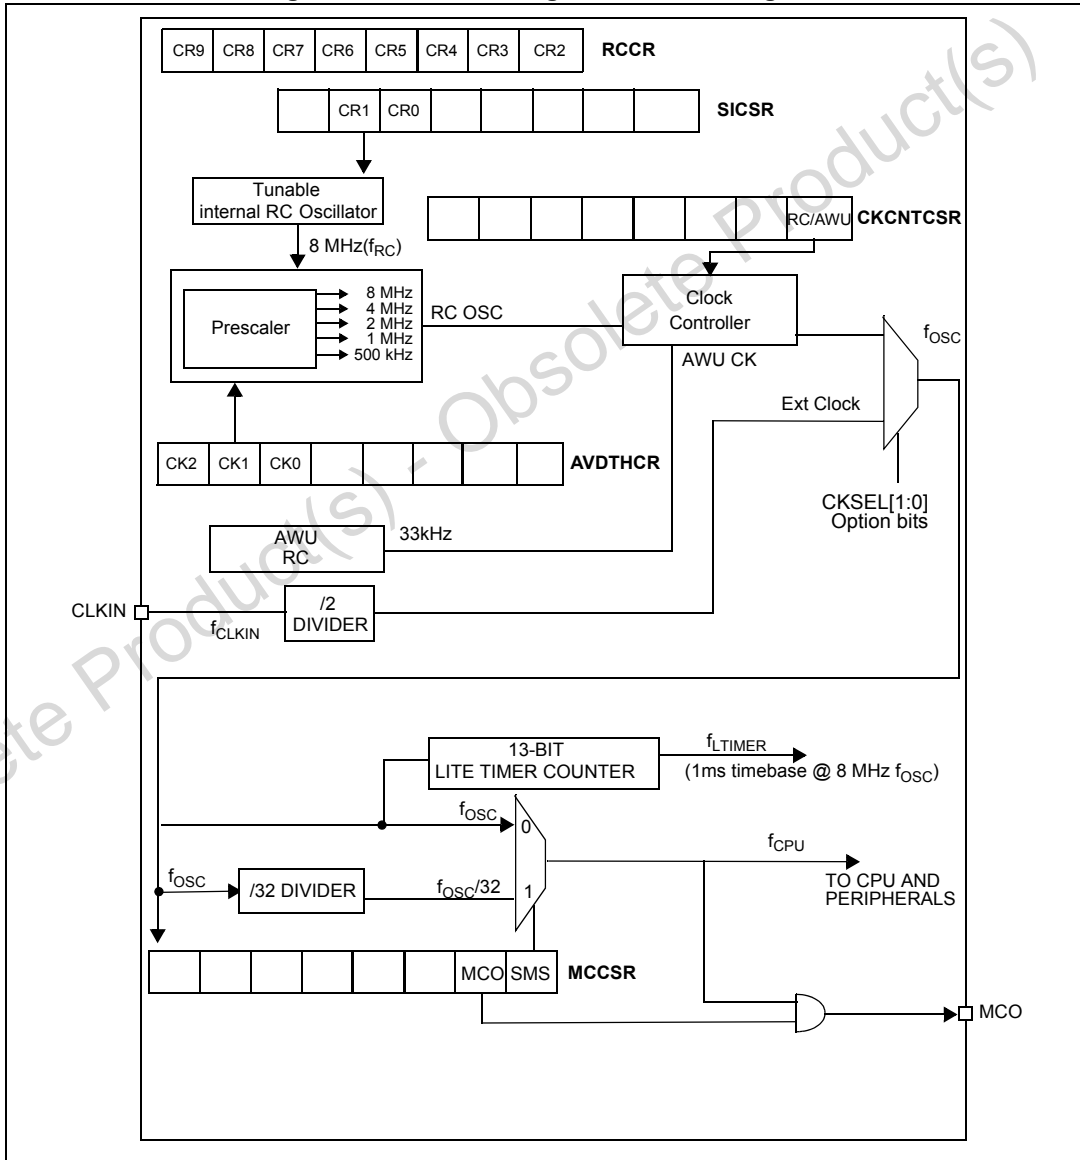 CR9 CR8 CR7 CR6 CR5 CR4 CR3 CR2 RCCR
CR1 CR0 SICSR
Tunable
internal RC Oscillator
RC/AWU CKCNTCSR
8 MHz(fRC)
Prescaler
8 MHz
4 MHz
2 MHz
1 MHz
500 kHz
RC OSC
Clock
Controller
AWU CK
fOSC
Ext Clock
CK2 CK1 CK0 AVDTHCR
CKSEL[1:0]
Option bits
AWU
RC
33kHz
CLKIN
fCLKIN
/2
DIVIDER
13-BIT
LITE TIMER COUNTER
fLTIMER
(1ms timebase @ 8 MHz fOSC)
fOSC
0
fCPU
TO CPU AND
PERIPHERALS
fOSC
/32 DIVIDER
fOSC/32
1
MCO SMS MCCSR
MCO
ete Product(s) - Obsolete Product(s)